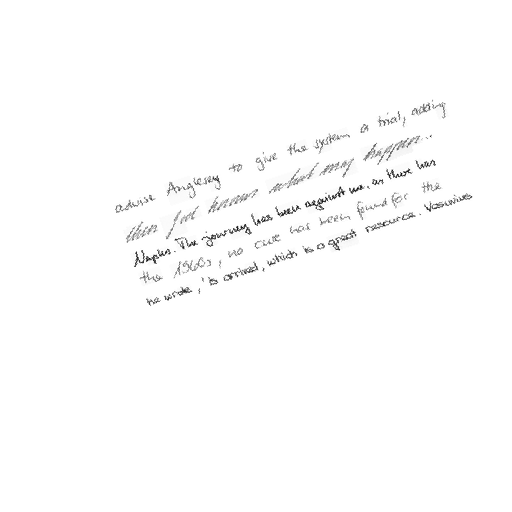 advise Anglesey to give the system a trial, adding
then god knows what may happen...
Naples. The journey has been against me, as there has
the 1960s, no cure has been found for the
he wrote, 'is arrived, which is a great resource. Vesuvius